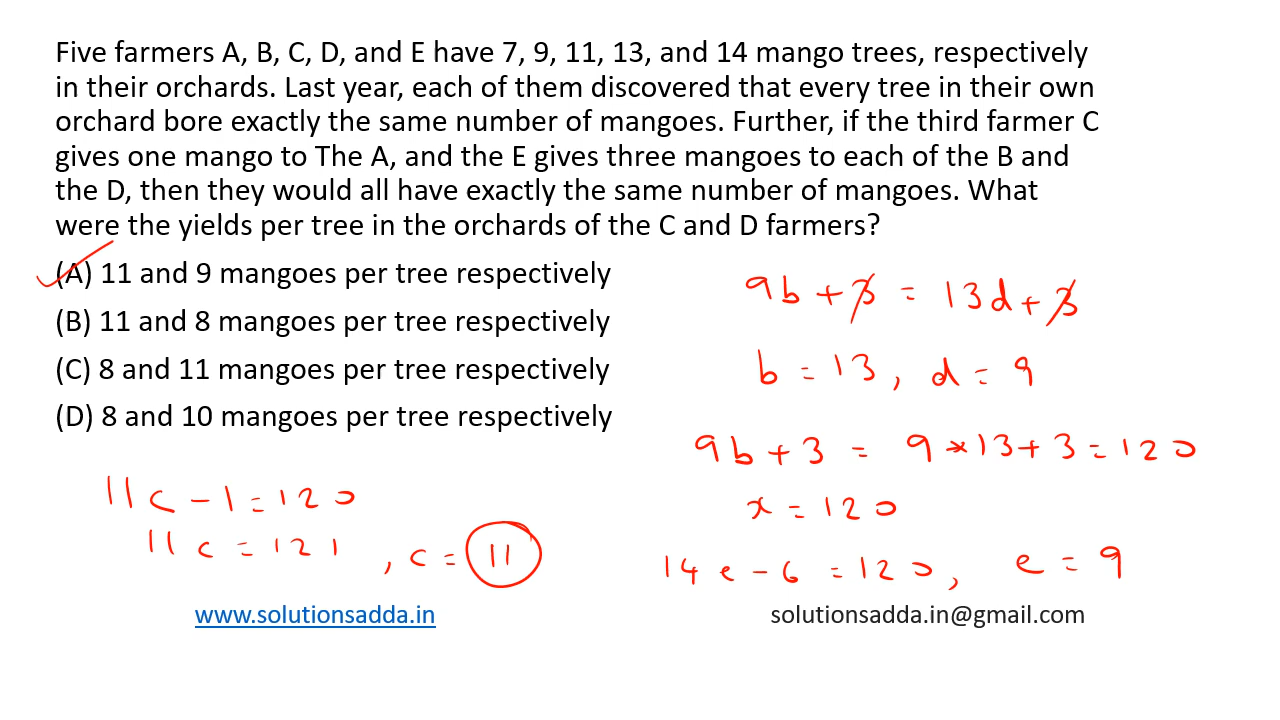 Five farmers A, B, C, D, and E have 7, 9, 11, 13, and 14 mango trees, respectively
in their orchards. Last year, each of them discovered that every tree in their own
orchard bore exactly the same number of mangoes. Further, if the third farmer C
gives one mango to The A, and the E gives three mangoes to each of the B and
the D, then they would all have exactly the same number of mangoes. What
were the yields per tree in the orchards of the C and D farmers?
(A) 11 and 9 mangoes per tree respectively
(B) 11 and 8 mangoes per tree respectively
(C) 8 and 11 mangoes per tree respectively
(D) 8 and 10 mangoes per tree respectively
9b + 3 = 13d + 3
b = 13, d = 9
9b + 3 = 9 * 13 + 3 = 120
x = 120
14e - 6 = 120, e = 9
11c - 1 = 120
11c = 121, c = 11
www.solutionsadda.in
solutionsadda.in@gmail.com